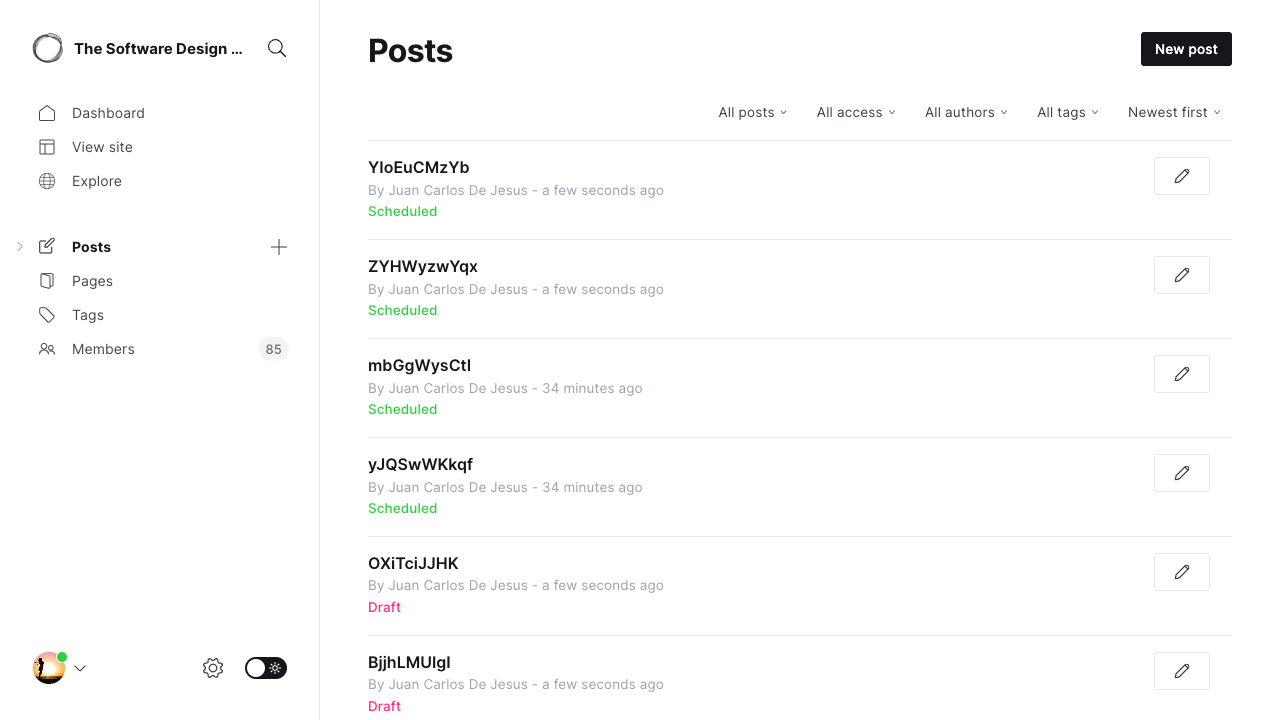 The Software Design ...
Dashboard
View site
Explore
Posts
Pages
Tags
Members
85
Posts
New post
All posts
All access
All authors
All tags
Newest first
YIoEuCMzYb
By Juan Carlos De Jesus - a few seconds ago
Scheduled
ZYHWyzwYqx
By Juan Carlos De Jesus - a few seconds ago
Scheduled
mbGgWysCtI
By Juan Carlos De Jesus - 34 minutes ago
Scheduled
yJQSwWKkqf
By Juan Carlos De Jesus - 34 minutes ago
Scheduled
OXiTciJJHK
By Juan Carlos De Jesus - a few seconds ago
Draft
BjjhLMUIgI
By Juan Carlos De Jesus - a few seconds ago
Draft